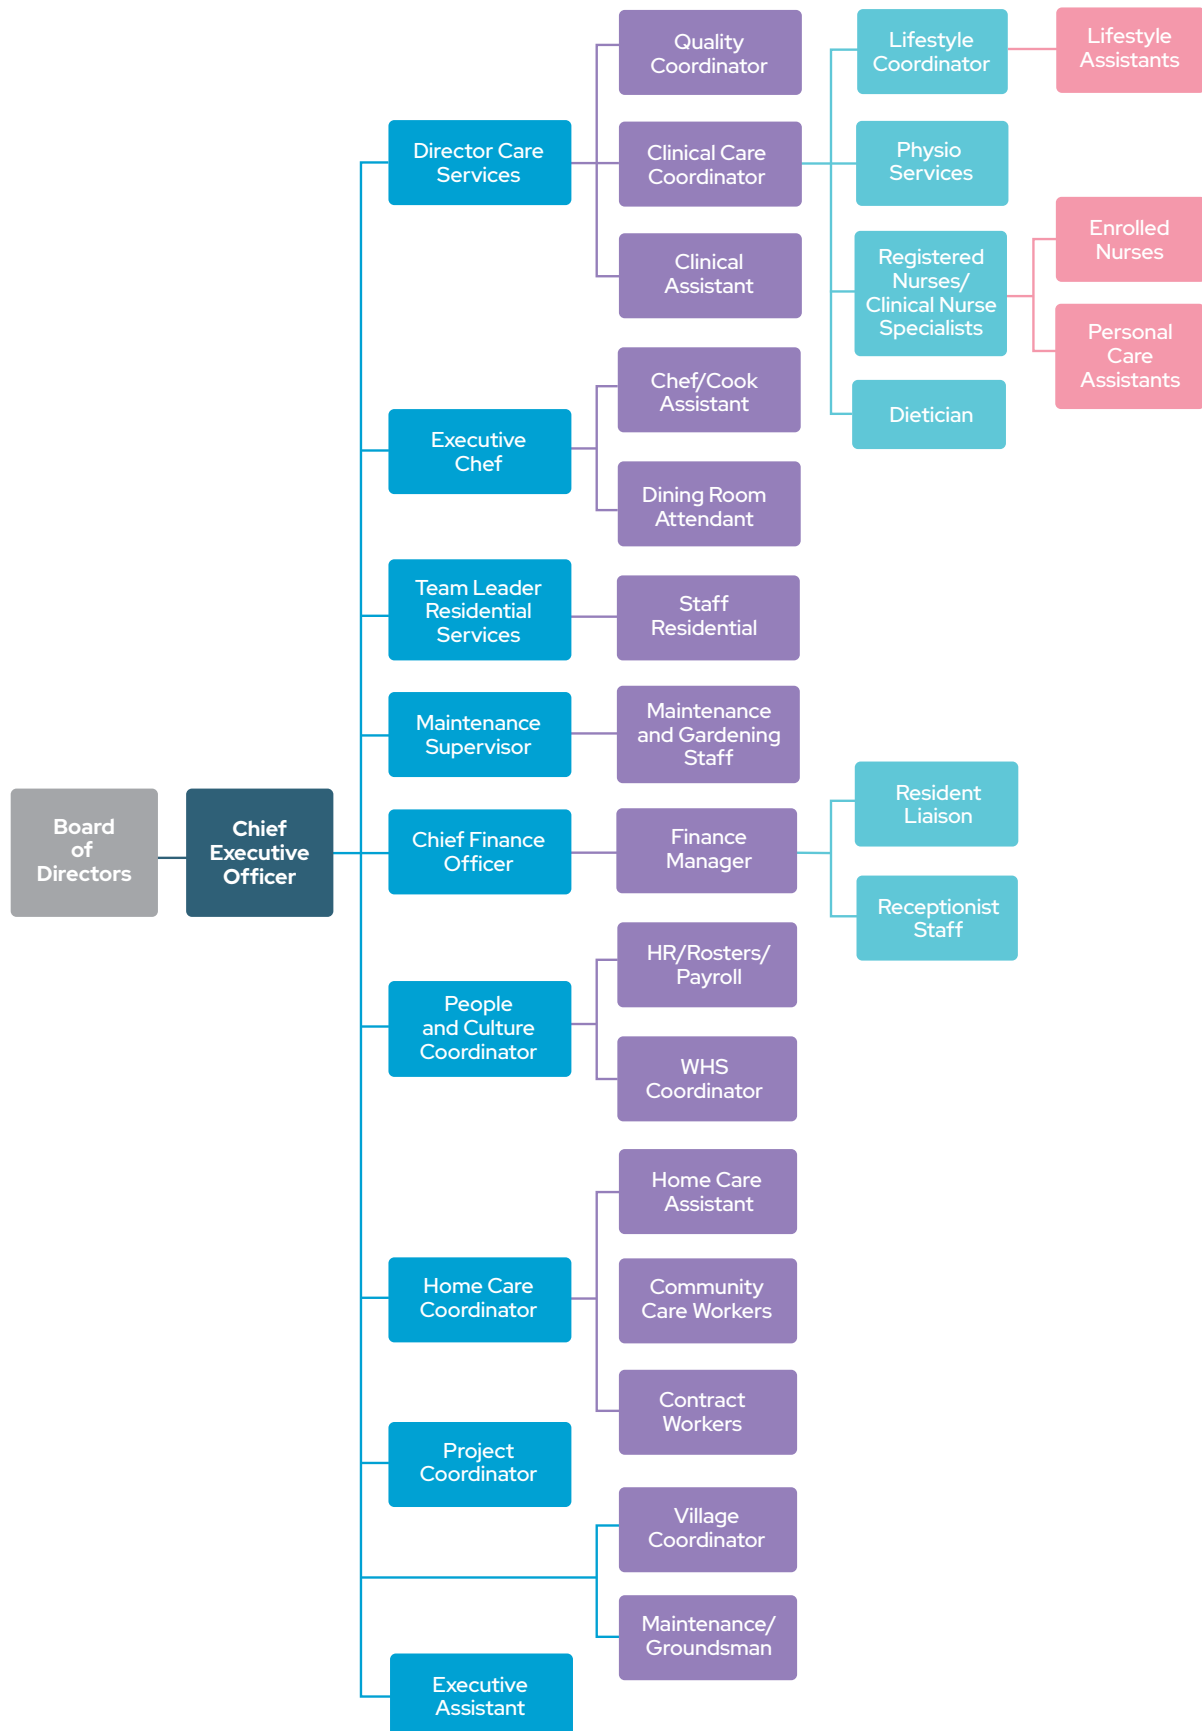 Board
of
Directors
Chief
Executive
Officer
Director Care
Services
Quality
Coordinator
Clinical Care
Coordinator
Clinical
Assistant
Lifestyle
Coordinator
Lifestyle
Assistants
Physio
Services
Registered
Nurses/
Clinical Nurse
Specialists
Enrolled
Nurses
Personal
Care
Assistants
Dietician
Executive
Chef
Chef/Cook
Assistant
Dining Room
Attendant
Team Leader
Residential
Services
Staff
Residential
Maintenance
Supervisor
Maintenance
and Gardening
Staff
Chief Finance
Officer
Finance
Manager
Resident
Liaison
Receptionist
Staff
People
and Culture
Coordinator
HR/Rosters/
Payroll
WHS
Coordinator
Home Care
Coordinator
Home Care
Assistant
Community
Care Workers
Contract
Workers
Project
Coordinator
Village
Coordinator
Maintenance/
Groundsman
Executive
Assistant